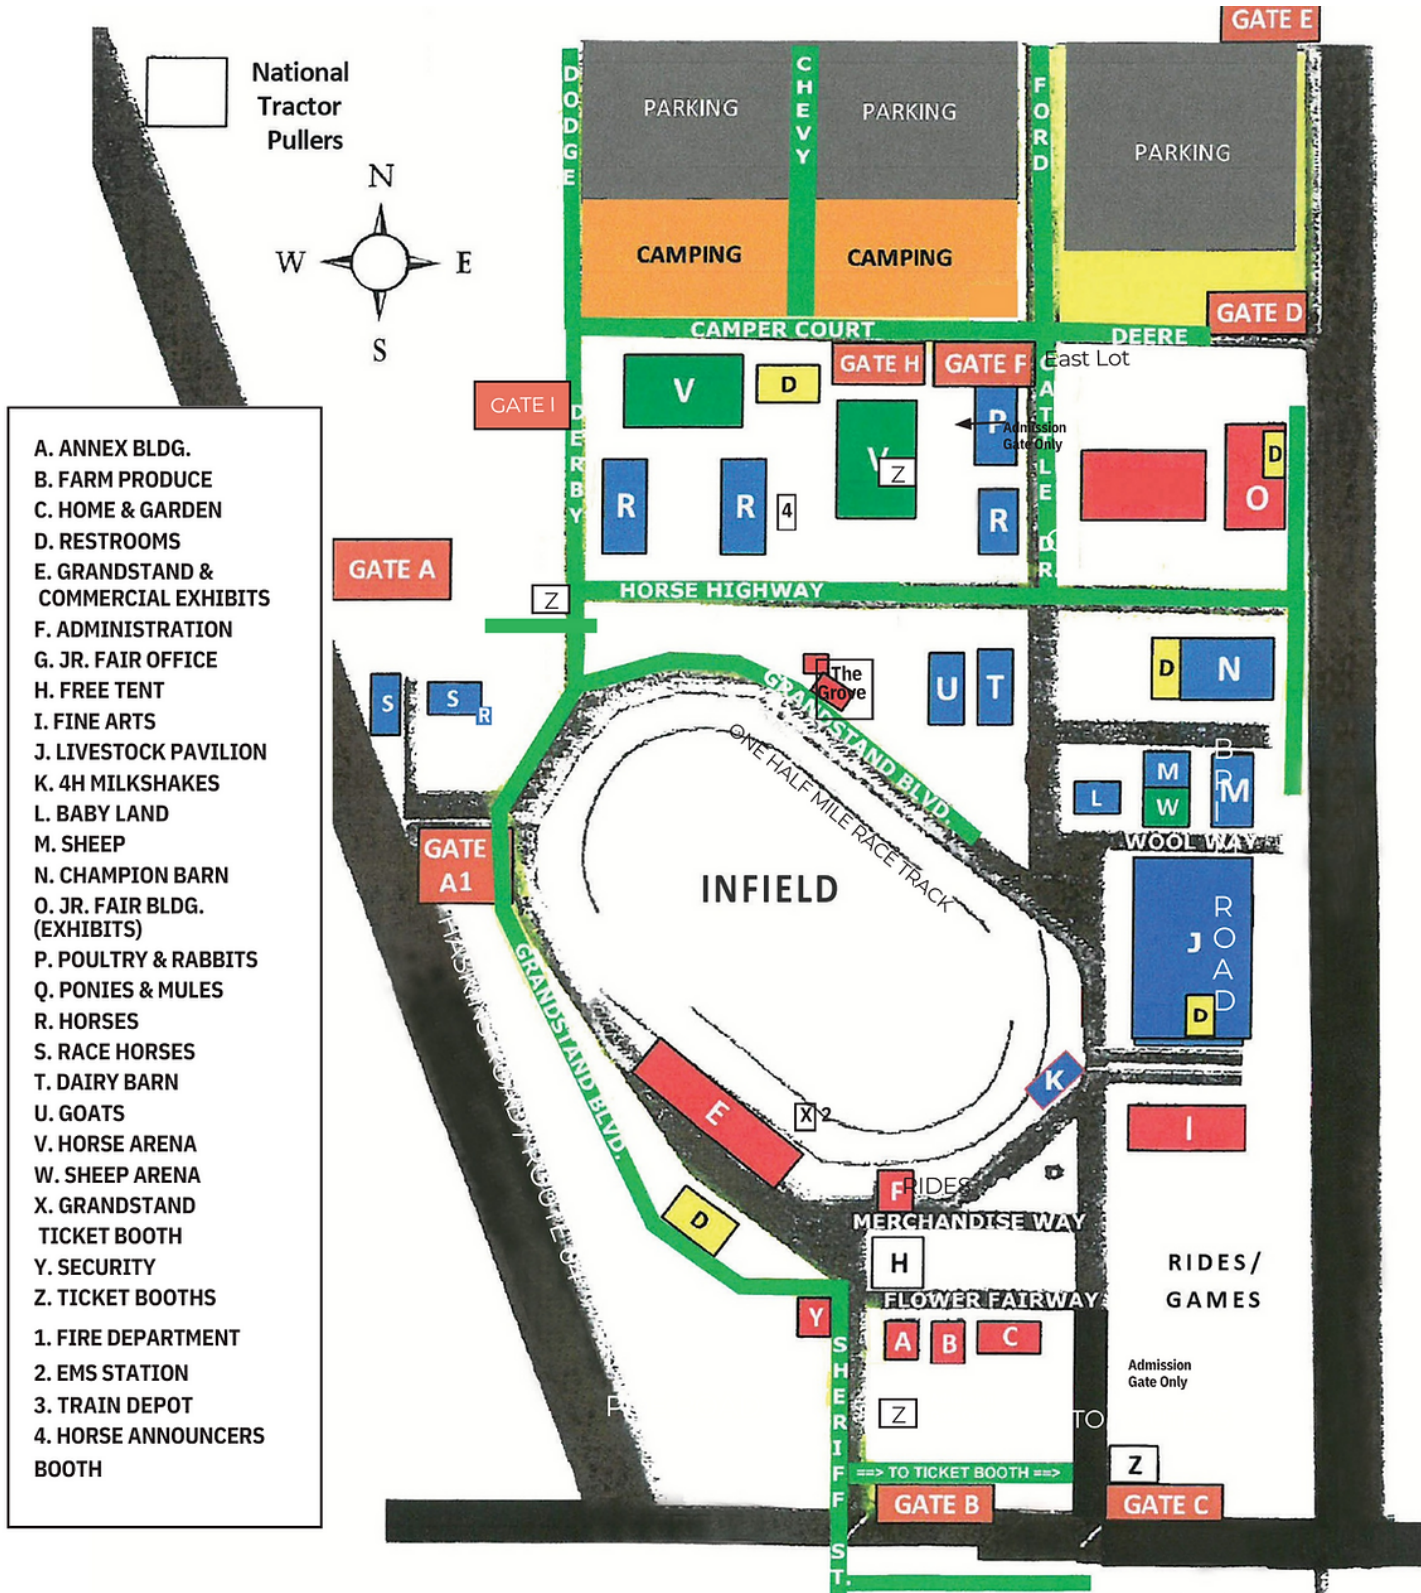 GATE E
National
Tractor
Pullers
N
W
E
S
DODGE
CHEVY
FORD
PARKING
PARKING
PARKING
CAMPING
CAMPING
GATE D
CAMPER COURT
DEERE
GATE H
GATE F
East Lot
GATE I
V
D
P
Admission
Gate Only
DERBY
CATTLE DR.
V
Z
R
R
4
R
D
O
GATE A
HORSE HIGHWAY
Z
S
S
R
The
Grove
U
T
D
N
GRANDSTAND BLVD.
ONE HALF MILE RACE TRACK
L
M
W
M
WOOL WAY
GATE
A1
INFIELD
J
ROAD
D
GRANDSTAND BLVD.
E
X
2
K
I
F
RIDES
MERCHANDISE WAY
D
H
RIDES/
GAMES
FLOWER FAIRWAY
Y
A
B
C
SHERIFF ST.
Admission
Gate Only
Z
TO
Z
==> TO TICKET BOOTH ==>
GATE B
GATE C
A. ANNEX BLDG.
B. FARM PRODUCE
C. HOME & GARDEN
D. RESTROOMS
E. GRANDSTAND &
COMMERCIAL EXHIBITS
F. ADMINISTRATION
G. JR. FAIR OFFICE
H. FREE TENT
I. FINE ARTS
J. LIVESTOCK PAVILION
K. 4H MILKSHAKES
L. BABY LAND
M. SHEEP
N. CHAMPION BARN
O. JR. FAIR BLDG.
(EXHIBITS)
P. POULTRY & RABBITS
Q. PONIES & MULES
R. HORSES
S. RACE HORSES
T. DAIRY BARN
U. GOATS
V. HORSE ARENA
W. SHEEP ARENA
X. GRANDSTAND
TICKET BOOTH
Y. SECURITY
Z. TICKET BOOTHS
1. FIRE DEPARTMENT
2. EMS STATION
3. TRAIN DEPOT
4. HORSE ANNOUNCERS
BOOTH